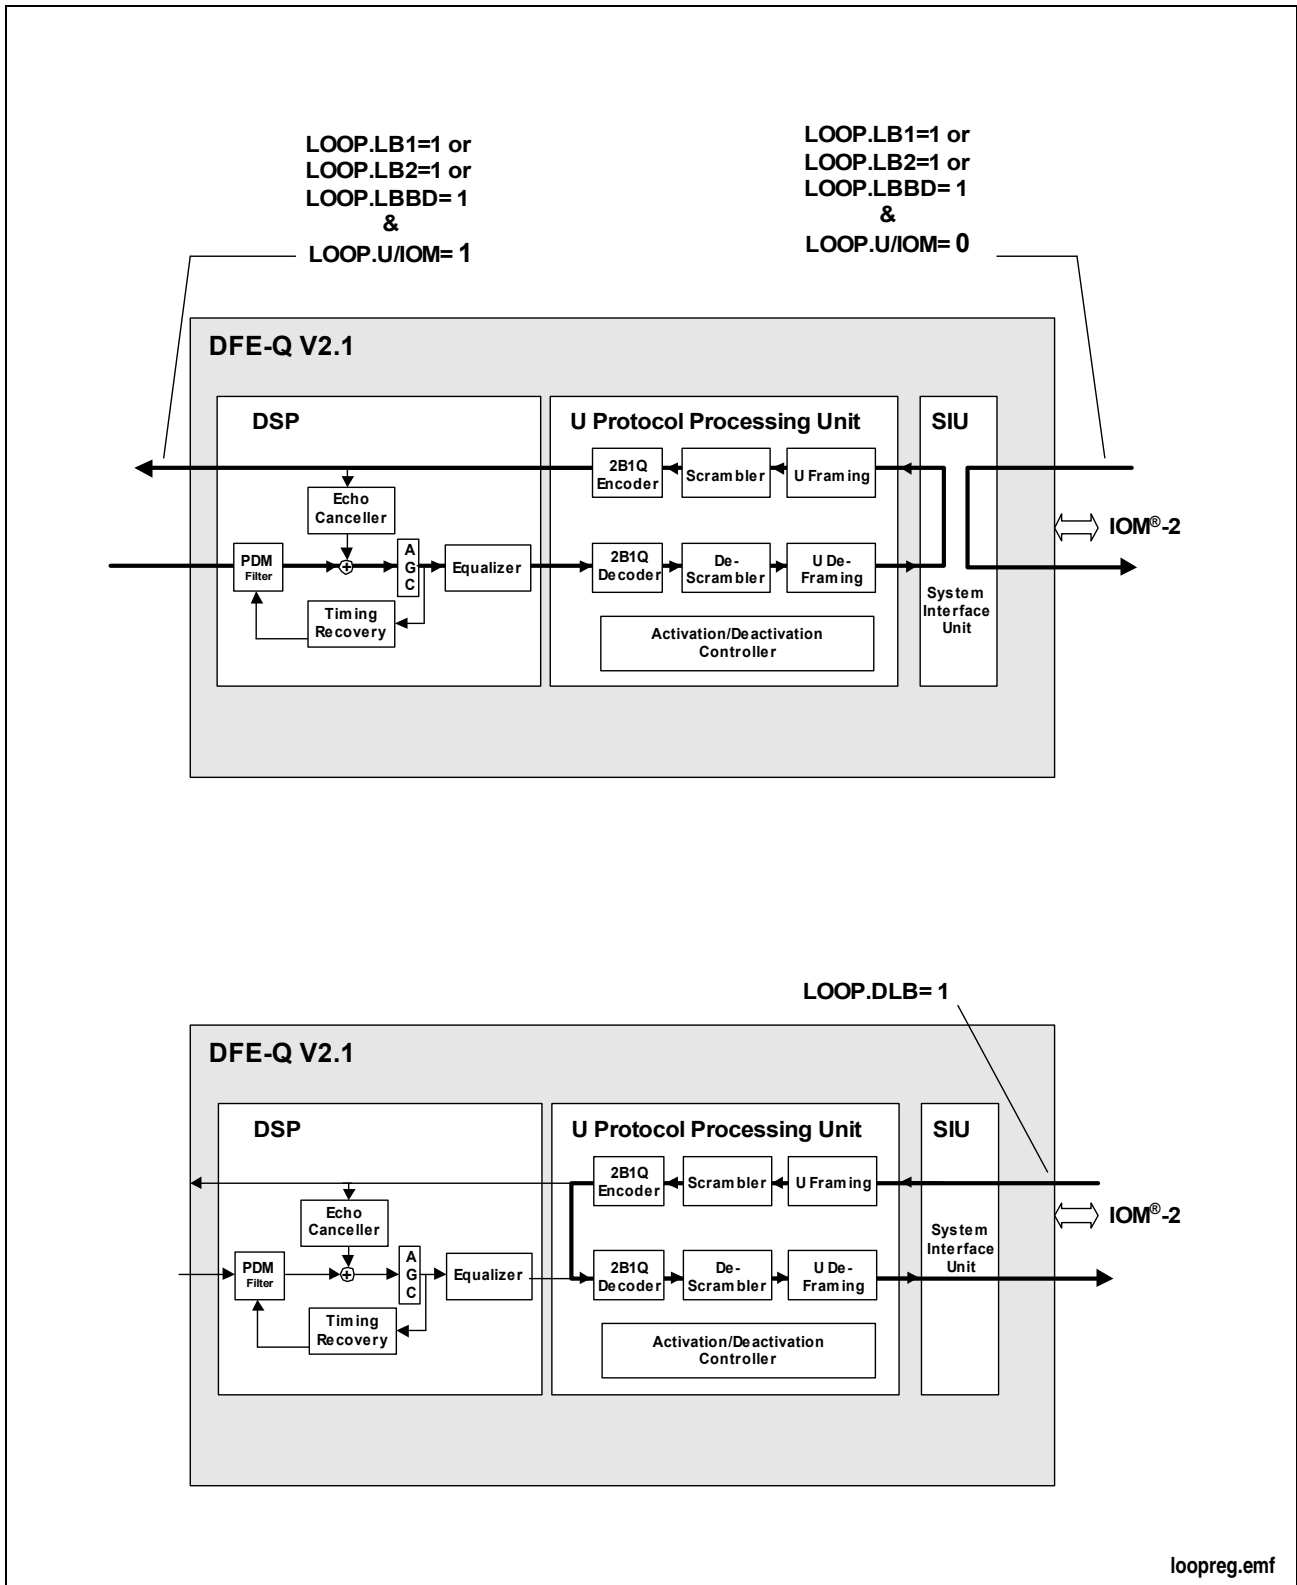 LOOP.LB1=1 or
LOOP.LB2=1 or
LOOP.LBBD= 1
&
LOOP.U/IOM= 1
LOOP.LB1=1 or
LOOP.LB2=1 or
LOOP.LBBD= 1
&
LOOP.U/IOM= 0
DFE-Q V2.1
DSP
U Protocol Processing Unit
SIU
2B1Q
Encoder
Scrambler
U Framing
Echo
Canceller
PDM
Filter
+
A
G
C
Equalizer
2B1Q
Decoder
De-
Scrambler
U De-
Framing
Timing
Recovery
Activation/Deactivation
Controller
System
Interface
Unit
IOM®-2
LOOP.DLB= 1
DFE-Q V2.1
DSP
U Protocol Processing Unit
SIU
2B1Q
Encoder
Scrambler
U Framing
Echo
Canceller
PDM
Filter
+
A
G
C
Equalizer
2B1Q
Decoder
De-
Scrambler
U De-
Framing
Timing
Recovery
Activation/Deactivation
Controller
System
Interface
Unit
IOM®-2
loopreg.emf